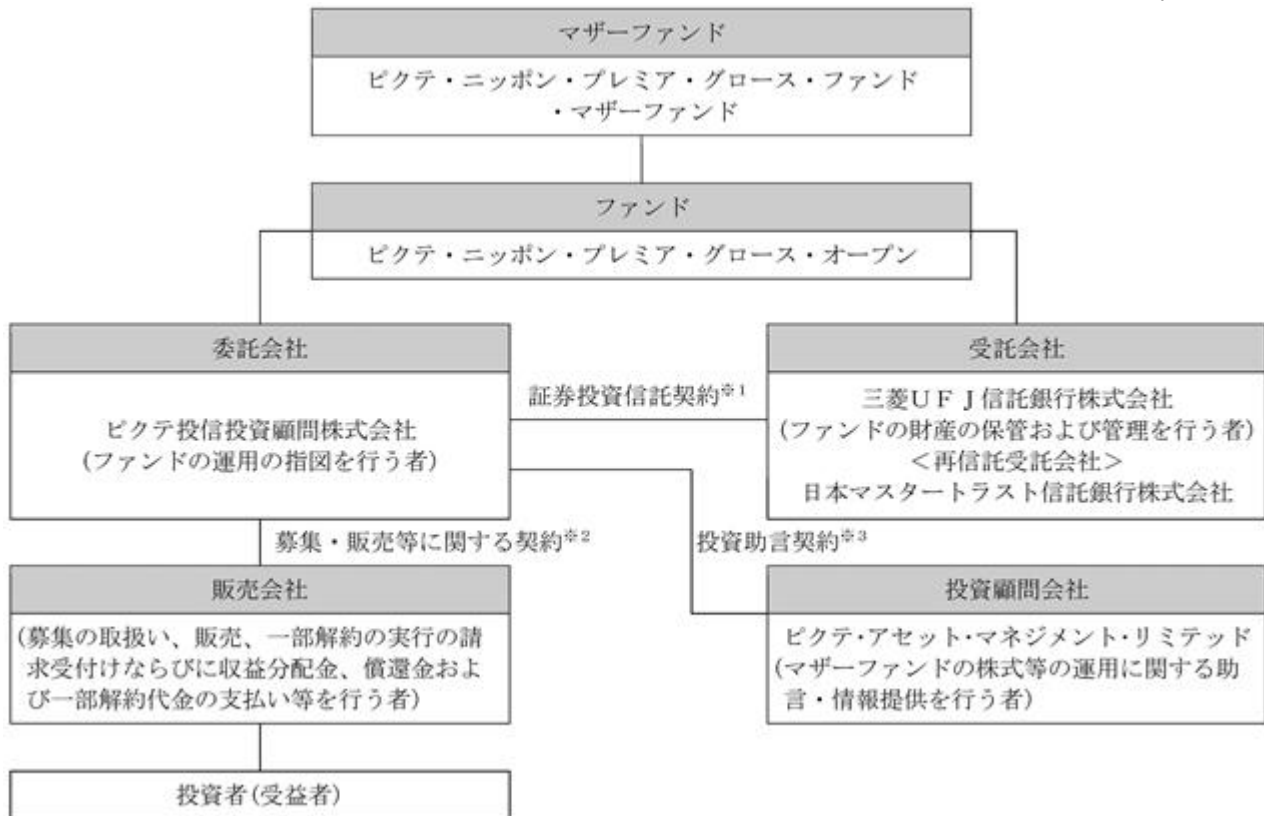 マザーファンド
ピクテ・ニッポン・プレミア・グロース・ファンド
・マザーファンド
ファンド
ピクテ・ニッポン・プレミア・グロース・オープン
委託会社
ピクテ投信投資顧問株式会社
(ファンドの運用の指図を行う者)
証券投資信託契約※1
受託会社
三菱UFJ信託銀行株式会社
(ファンドの財産の保管および管理を行う者)
<再信託受託会社>
日本マスタートラスト信託銀行株式会社
募集・販売等に関する契約※2
投資助言契約※3
販売会社
(募集の取扱い、販売、一部解約の実行の請
求受付けならびに収益分配金、償還金およ
び一部解約代金の支払い等を行う者)
投資顧問会社
ピクテ・アセット・マネジメント・リミテッド
(マザーファンドの株式等の運用に関する助
言・情報提供を行う者)
投資者(受益者)